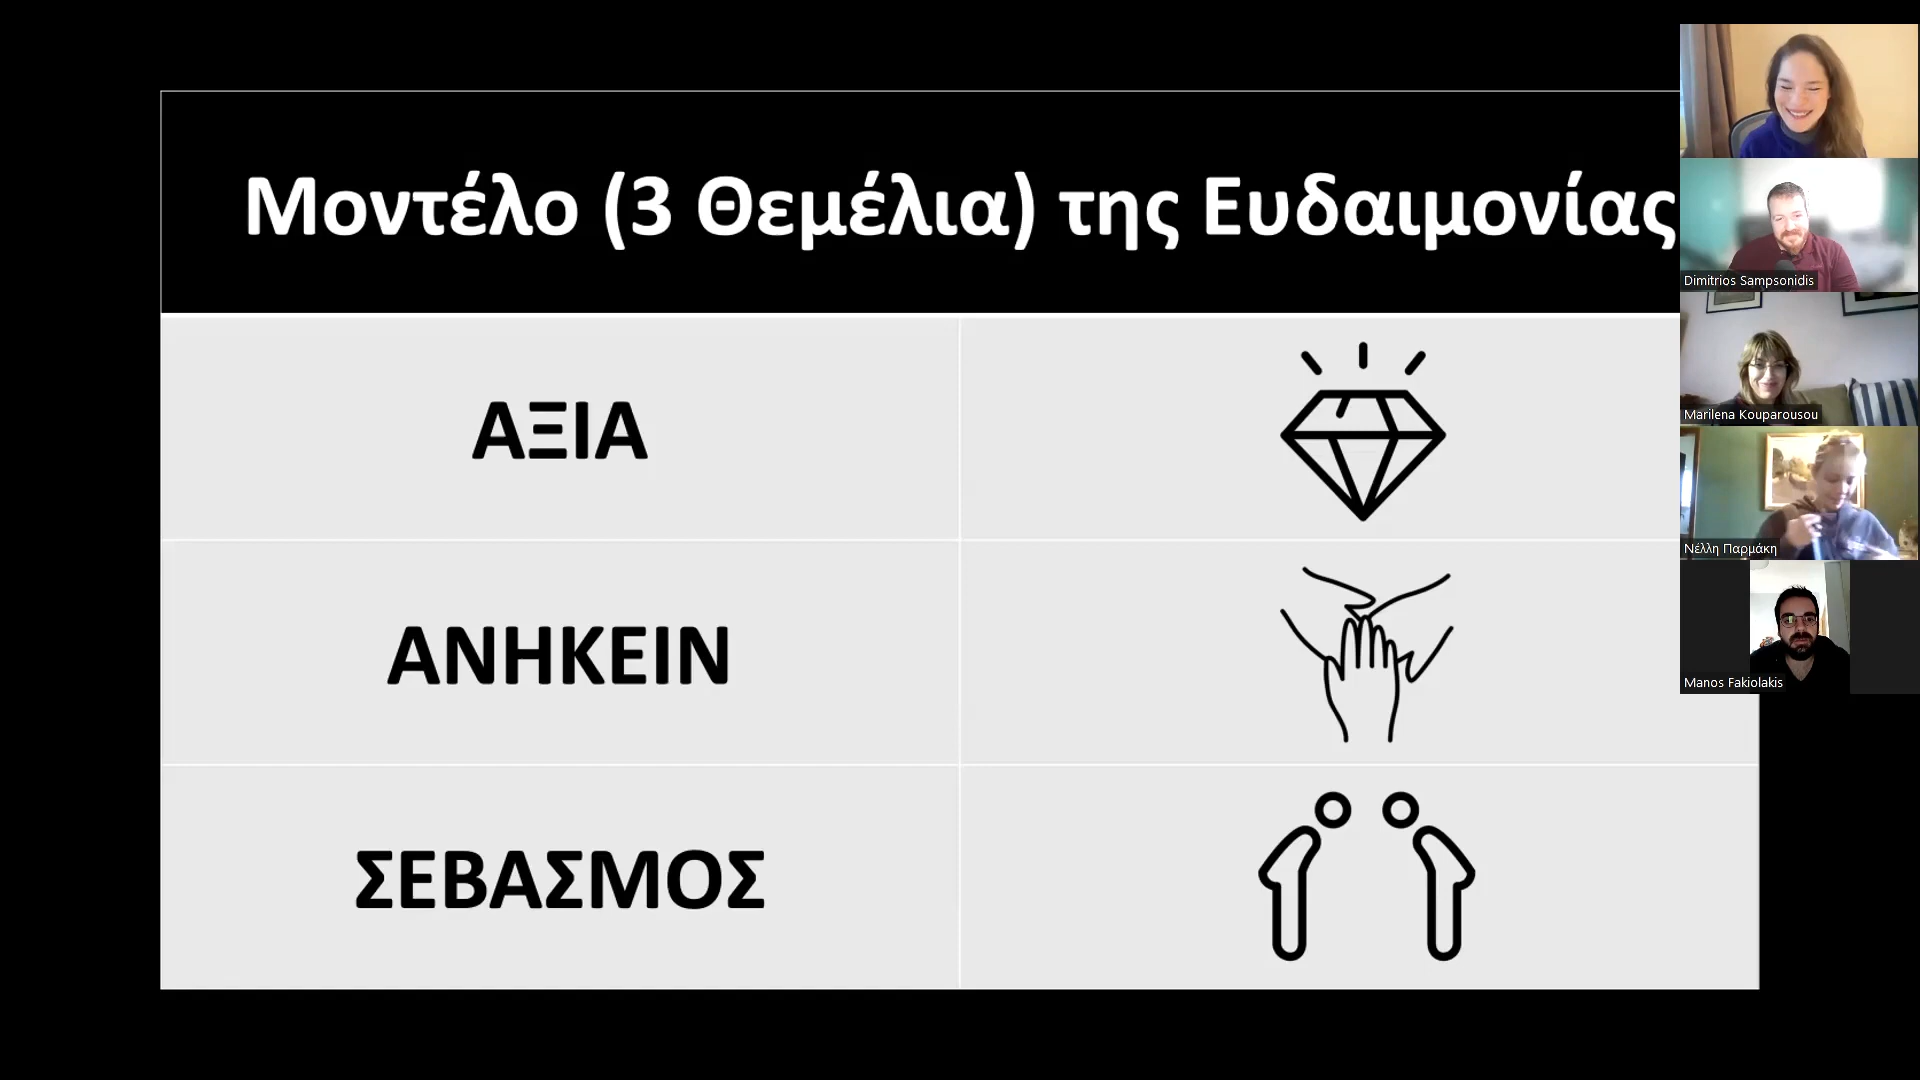 Μοντέλο (3 Θεμέλια) της Ευδαιμονίας
ΑΞΙΑ
ΑΝΗΚΕΙΝ
ΣΕΒΑΣΜΟΣ
Dimitrios Sampsonidis
Marilena Kouparousou
Νέλλη Παρμάκη
Manos Fakiolakis